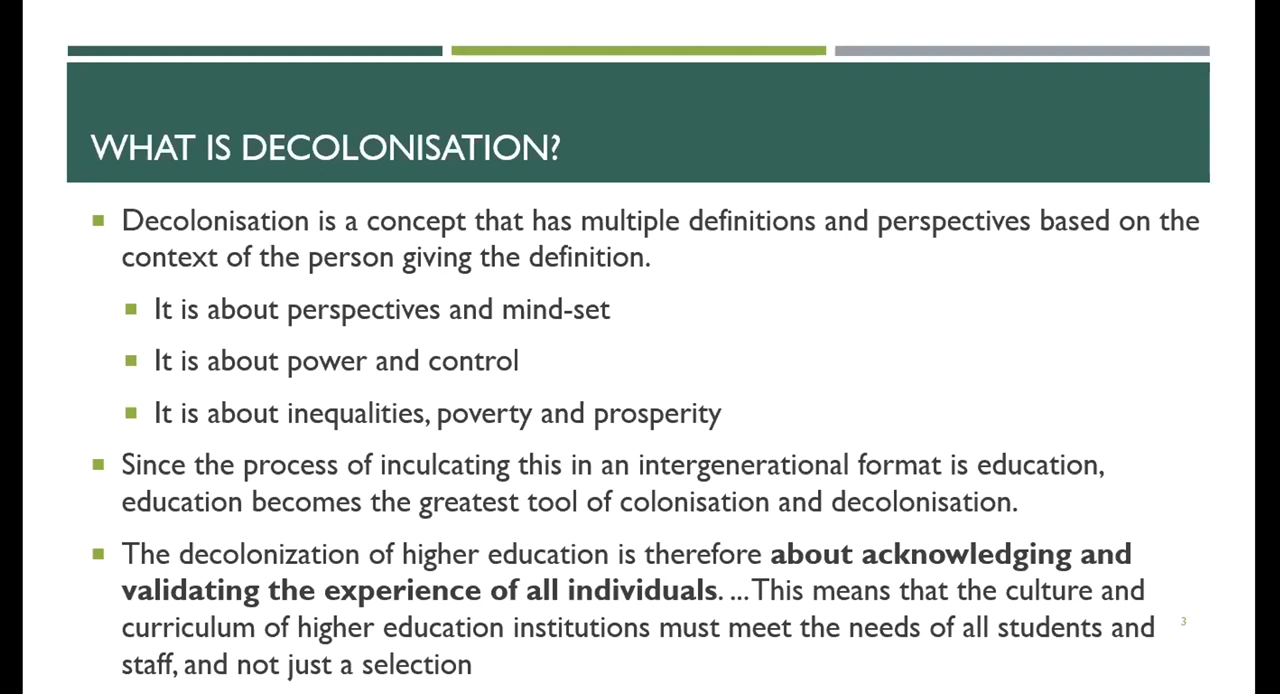 WHAT IS DECOLONISATION?
Decolonisation is a concept that has multiple definitions and perspectives based on the
context of the person giving the definition.
It is about perspectives and mind-set
It is about power and control
It is about inequalities, poverty and prosperity
Since the process of inculcating this in an intergenerational format is education,
education becomes the greatest tool of colonisation and decolonisation.
The decolonization of higher education is therefore about acknowledging and
validating the experience of all individuals. ...This means that the culture and
curriculum of higher education institutions must meet the needs of all students and
staff, and not just a selection
3